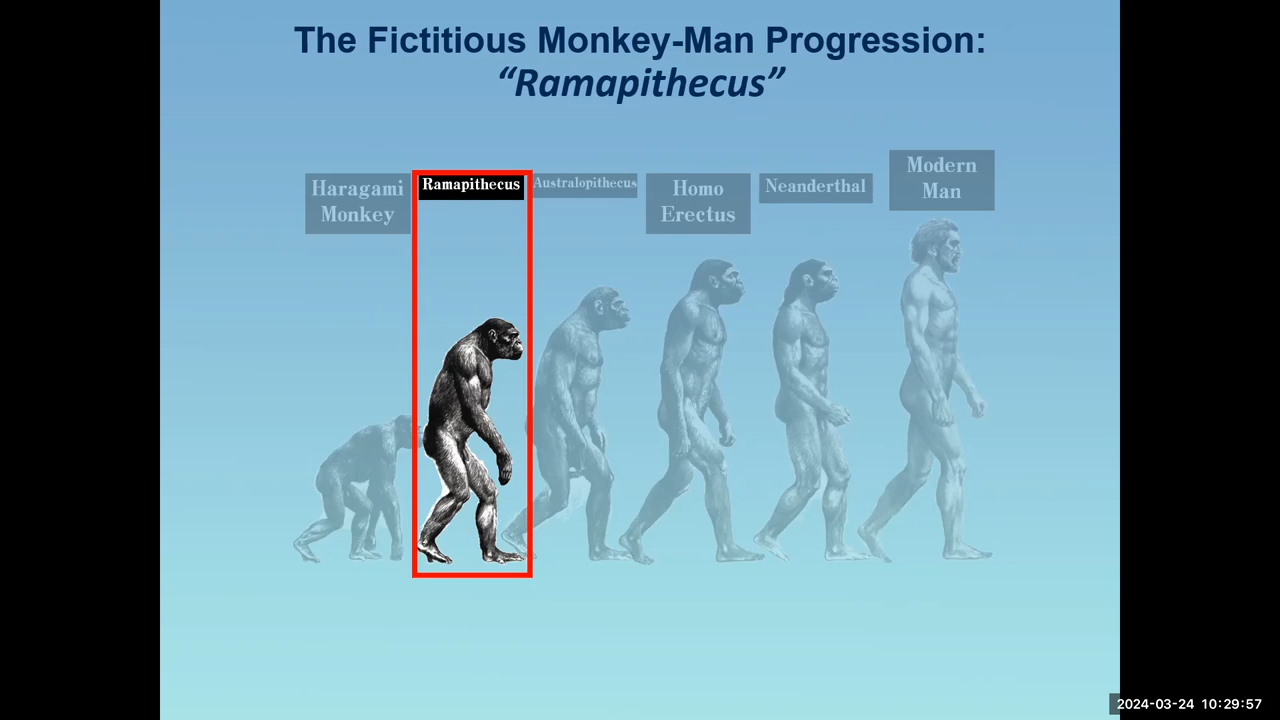 The Fictitious Monkey-Man Progression:
“Ramapithecus”
Haragami
Monkey
Ramapithecus
Australopithecus
Homo
Erectus
Neanderthal
Modern
Man
2024-03-24 10:29:57